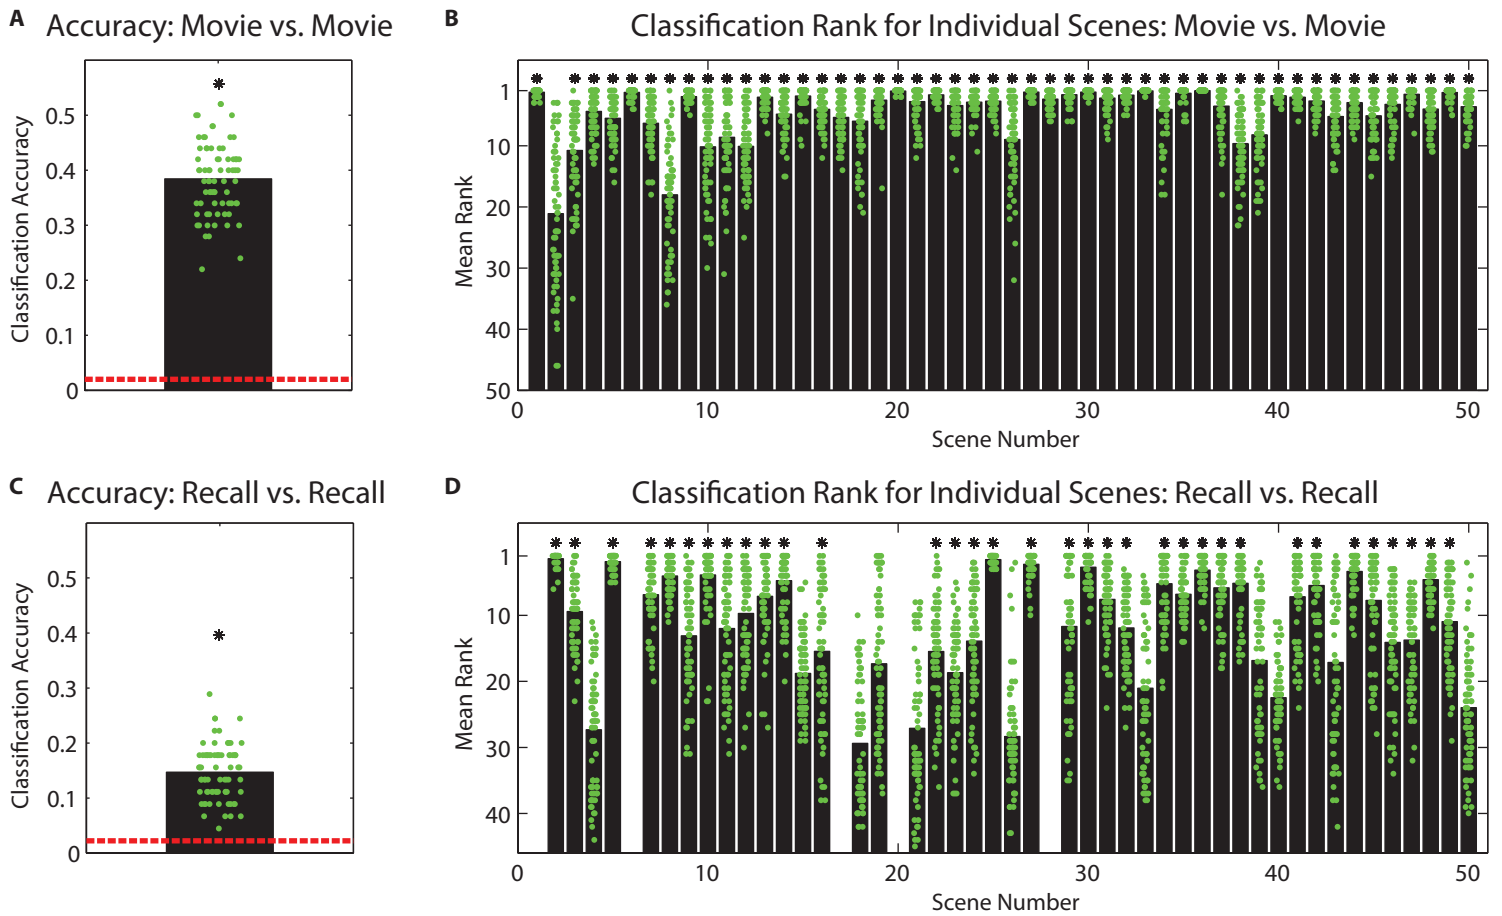 A Accuracy: Movie vs. Movie
B Classification Rank for Individual Scenes: Movie vs. Movie
*
0.5
0.4
0.3
0.2
0.1
0
Classification Accuracy
* * * * * * * * * * * * * * * * * * * * * * * * * * * * * * * * * * * * * * * * * * * * * * * * *
1
10
20
30
40
50
Mean Rank
0 10 20 30 40 50
Scene Number
C Accuracy: Recall vs. Recall
D Classification Rank for Individual Scenes: Recall vs. Recall
*
0.5
0.4
0.3
0.2
0.1
0
Classification Accuracy
* * * * * * * * * * * * * * * * * * * * * * * * * * * * * * * * * *
1
10
20
30
40
Mean Rank
0 10 20 30 40 50
Scene Number